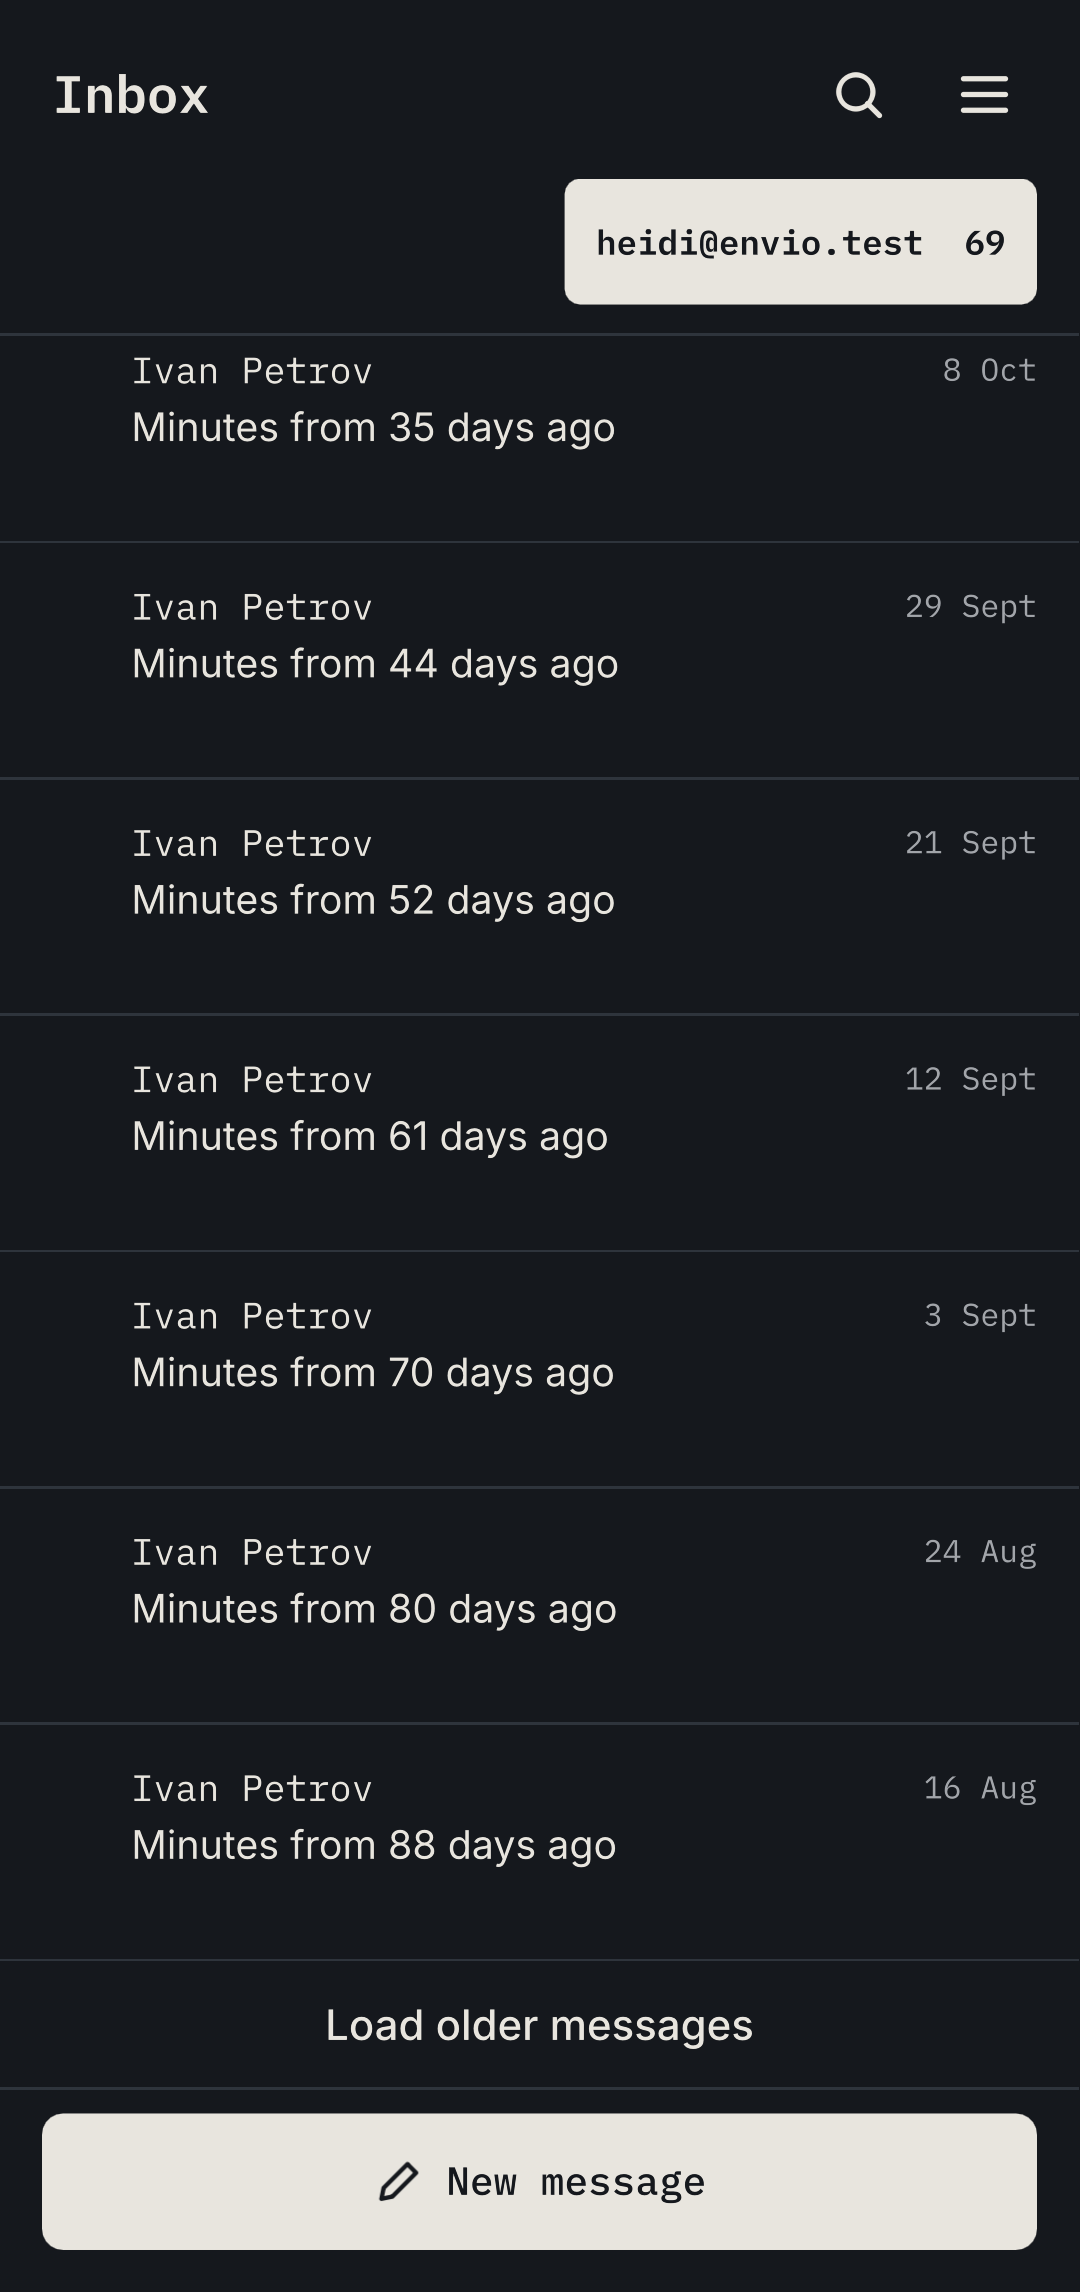 Inbox
heidi@envio.test 69
Ivan Petrov 8 Oct
Minutes from 35 days ago
Ivan Petrov 29 Sept
Minutes from 44 days ago
Ivan Petrov 21 Sept
Minutes from 52 days ago
Ivan Petrov 12 Sept
Minutes from 61 days ago
Ivan Petrov 3 Sept
Minutes from 70 days ago
Ivan Petrov 24 Aug
Minutes from 80 days ago
Ivan Petrov 16 Aug
Minutes from 88 days ago
Load older messages
New message